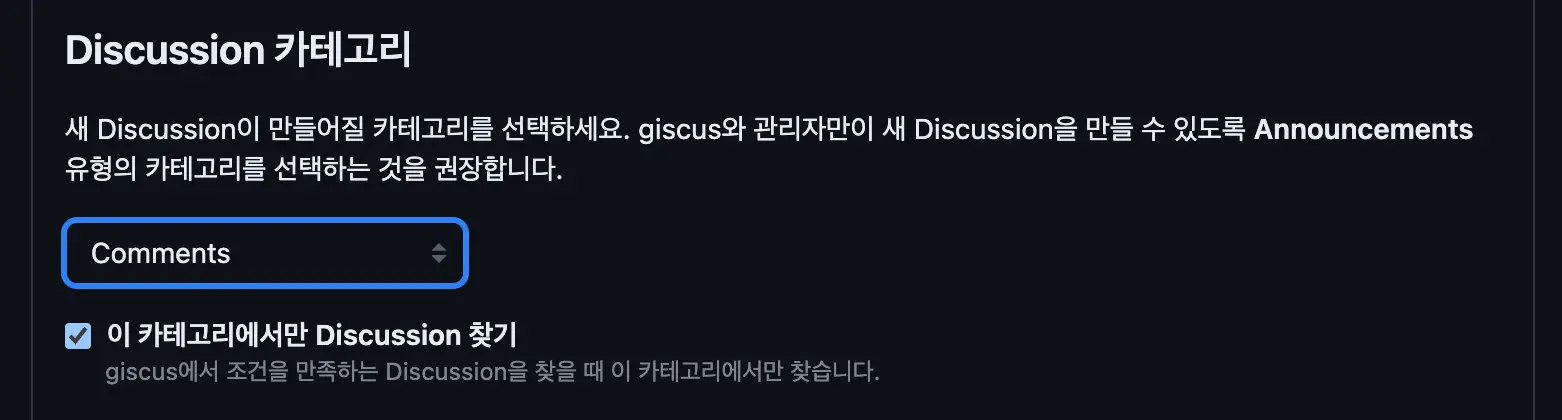 Discussion 카테고리
새 Discussion이 만들어질 카테고리를 선택하세요. giscus와 관리자만이 새 Discussion을 만들 수 있도록 Announcements
유형의 카테고리를 선택하는 것을 권장합니다.
Comments
이 카테고리에서만 Discussion 찾기
giscus에서 조건을 만족하는 Discussion을 찾을 때 이 카테고리에서만 찾습니다.